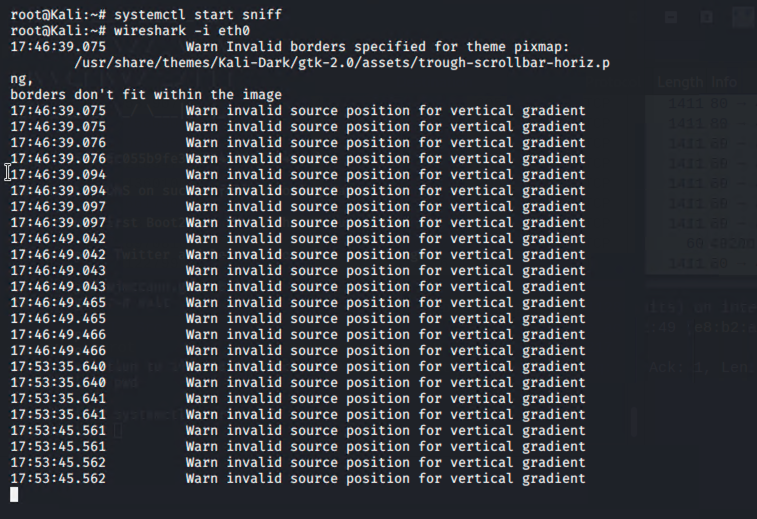 root@Kali:~# systemctl start sniff
root@Kali:~# wireshark -i eth0
17:46:39.075 Warn Invalid borders specified for theme pixmap:
/usr/share/themes/Kali-Dark/gtk-2.0/assets/trough-scrollbar-horiz.p
ng,
borders don't fit within the image
17:46:39.075 Warn invalid source position for vertical gradient
17:46:39.075 Warn invalid source position for vertical gradient
17:46:39.076 Warn invalid source position for vertical gradient
17:46:39.076 Warn invalid source position for vertical gradient
17:46:39.094 Warn invalid source position for vertical gradient
17:46:39.094 Warn invalid source position for vertical gradient
17:46:39.097 Warn invalid source position for vertical gradient
17:46:39.097 Warn invalid source position for vertical gradient
17:46:49.042 Warn invalid source position for vertical gradient
17:46:49.042 Warn invalid source position for vertical gradient
17:46:49.043 Warn invalid source position for vertical gradient
17:46:49.043 Warn invalid source position for vertical gradient
17:46:49.465 Warn invalid source position for vertical gradient
17:46:49.465 Warn invalid source position for vertical gradient
17:46:49.466 Warn invalid source position for vertical gradient
17:46:49.466 Warn invalid source position for vertical gradient
17:53:35.640 Warn invalid source position for vertical gradient
17:53:35.640 Warn invalid source position for vertical gradient
17:53:35.641 Warn invalid source position for vertical gradient
17:53:35.641 Warn invalid source position for vertical gradient
17:53:45.561 Warn invalid source position for vertical gradient
17:53:45.561 Warn invalid source position for vertical gradient
17:53:45.562 Warn invalid source position for vertical gradient
17:53:45.562 Warn invalid source position for vertical gradient
Length Info